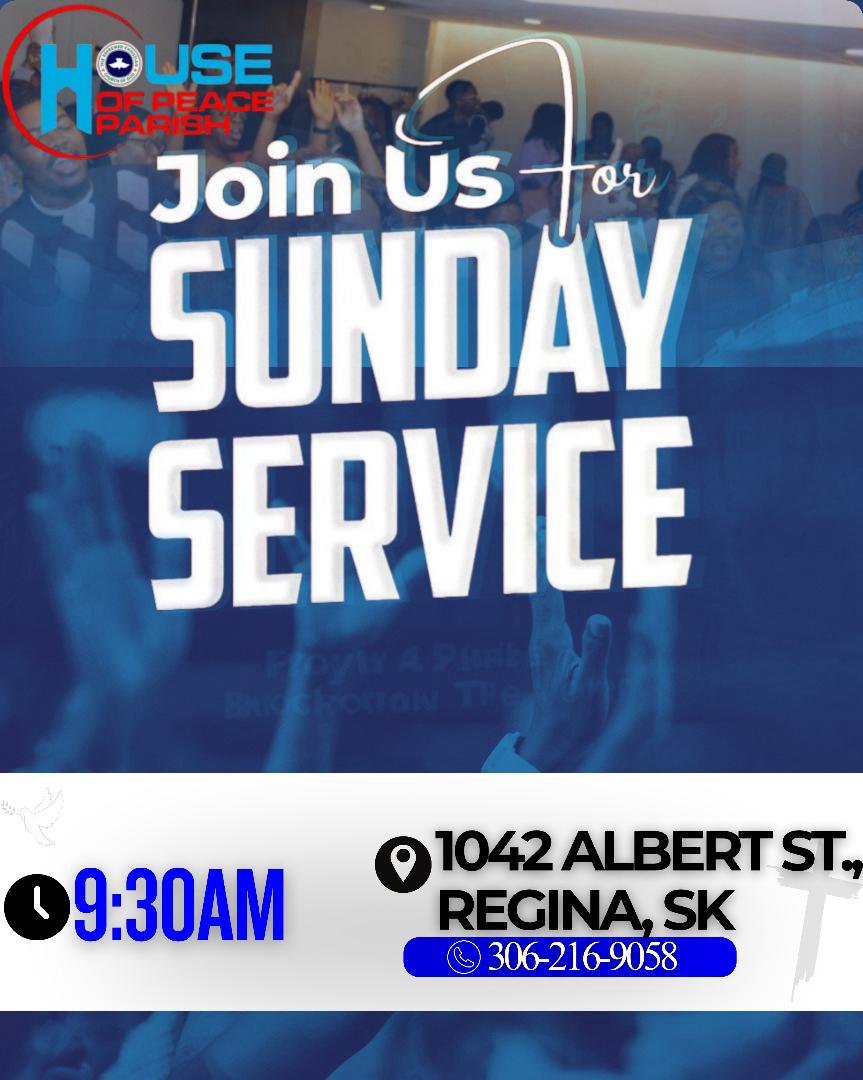 HOUSE
OF PEACE
PARISH
Join Us For
SUNDAY
SERVICE
9:30AM
1042 ALBERT ST.,
REGINA, SK
306-216-9058